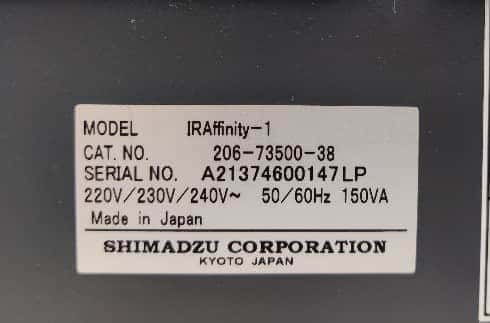 MODEL IRAffinity-1
CAT. NO. 206-73500-38
SERIAL NO. A21374600147LP
220V/230V/240V~ 50/60Hz 150VA
Made in Japan
SHIMADZU CORPORATION
KYOTO JAPAN